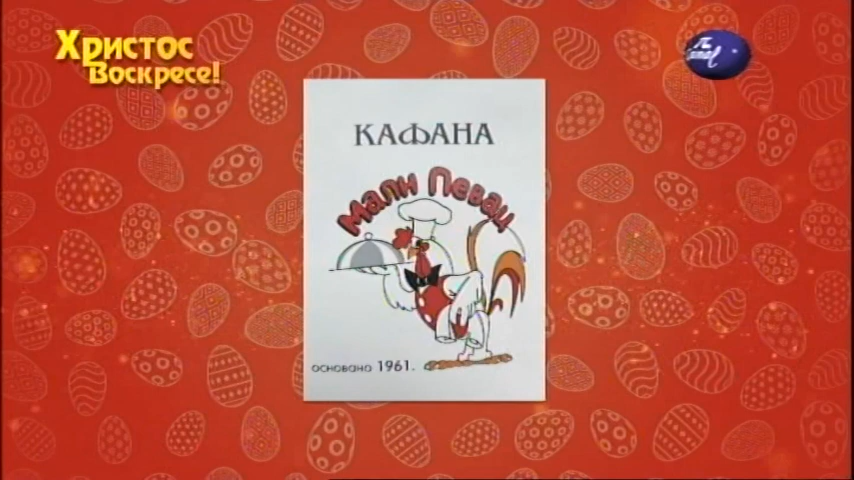 Христос
Воскресе!
КАФАНА
Мали Певац
основано 1961.